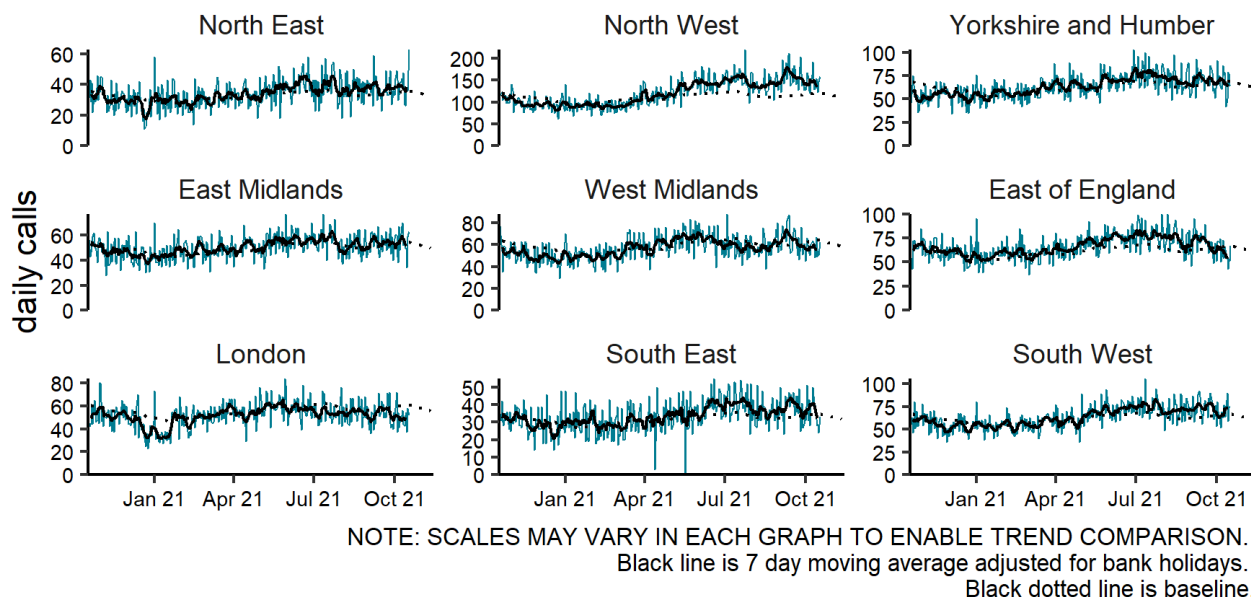 North East
60
40
20
0
North West
200
150
100
50
0
Yorkshire and Humber
100
75
50
25
0
daily calls
East Midlands
60
40
20
0
West Midlands
80
60
40
20
0
East of England
100
75
50
25
0
London
80
60
40
20
0
Jan 21 Apr 21 Jul 21 Oct 21
South East
50
40
30
20
10
0
Jan 21 Apr 21 Jul 21 Oct 21
South West
100
75
50
25
0
Jan 21 Apr 21 Jul 21 Oct 21
NOTE: SCALES MAY VARY IN EACH GRAPH TO ENABLE TREND COMPARISON.
Black line is 7 day moving average adjusted for bank holidays.
Black dotted line is baseline